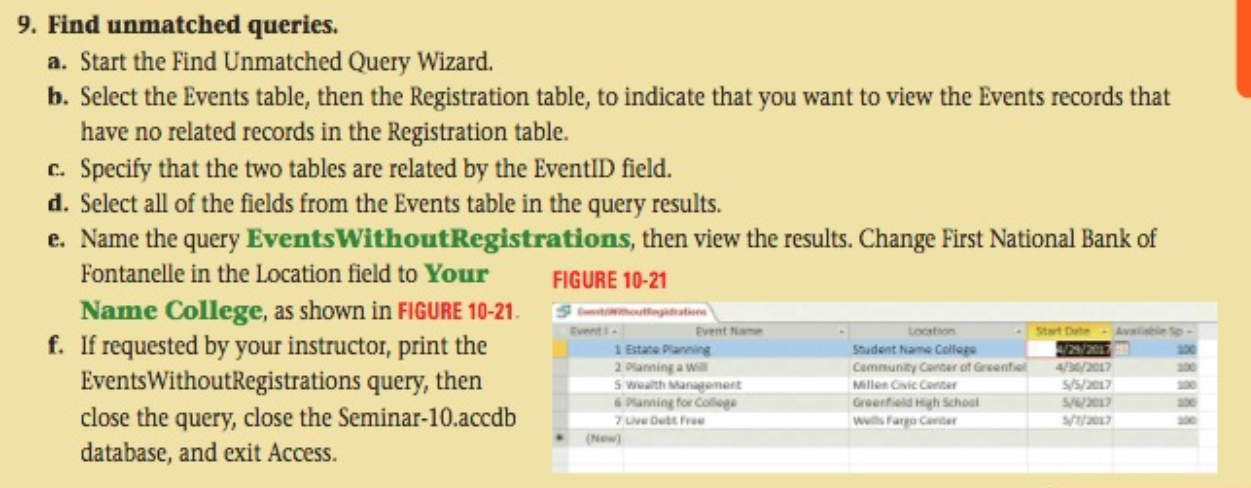 9. Find unmatched queries.
a. Start the Find Unmatched Query Wizard.
b. Select the Events table, then the Registration table, to indicate that you want to view the Events records that
have no related records in the Registration table.
c. Specify that the two tables are related by the EventID field.
d. Select all of the fields from the Events table in the query results.
e. Name the query EventsWithoutRegistrations, then view the results. Change First National Bank of
Fontanelle in the Location field to Your
Name College, as shown in FIGURE 10-21.
f. If requested by your instructor, print the
EventsWithoutRegistrations query, then
close the query, close the Seminar-10.accdb
database, and exit Access.
FIGURE 10-21
EventsWithoutRegistrations
Event I Event Name Location Start Date Available Sp
1 Estate Planning Student Name College 4/29/2017 100
2 Planning a Will Community Center of Greenfiel 4/30/2017 100
5 Wealth Management Millen Civic Center 5/5/2017 100
6 Planning for College Greenfield High School 5/6/2017 100
7 Live Debt Free Wells Fargo Center 5/7/2017 100
* (New)